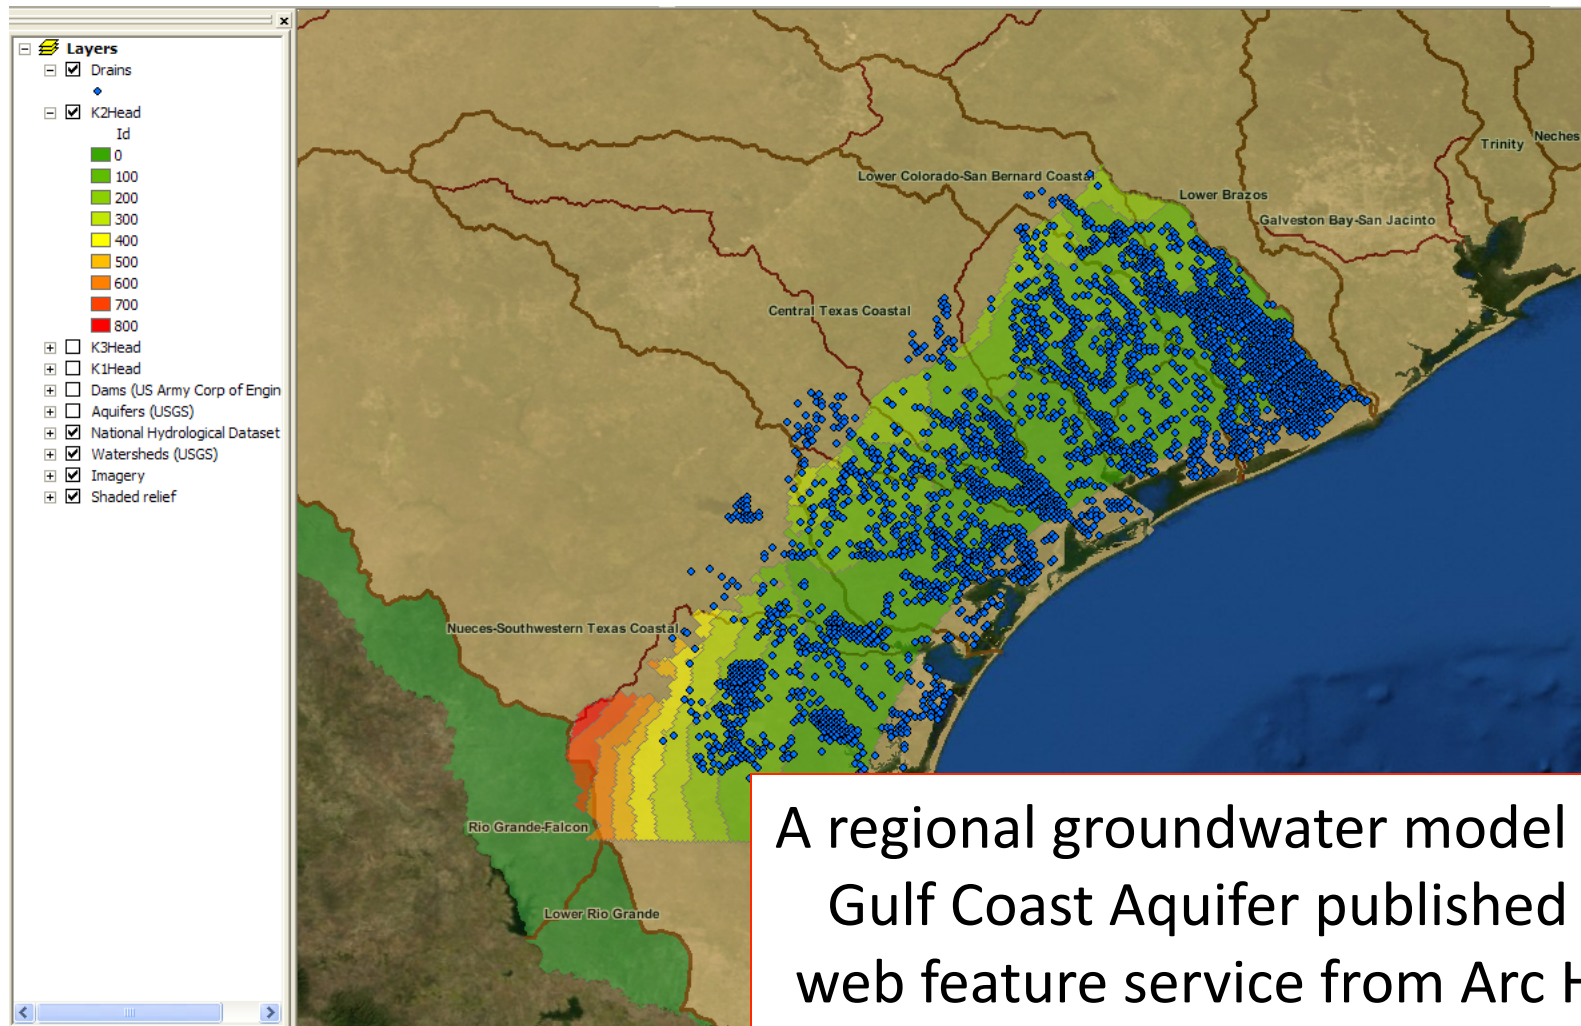 Layers
Drains
K2Head
Id
0
100
200
300
400
500
600
700
800
K3Head
K1Head
Dams (US Army Corp of Engin
Aquifers (USGS)
National Hydrological Dataset
Watersheds (USGS)
Imagery
Shaded relief
Trinity
Neches
Lower Colorado-San Bernard Coastal
Lower Brazos
Galveston Bay-San Jacinto
Central Texas Coastal
Nueces-Southwestern Texas Coastal
Rio Grande-Falcon
Lower Rio Grande
A regional groundwater model
Gulf Coast Aquifer published
web feature service from Arc H